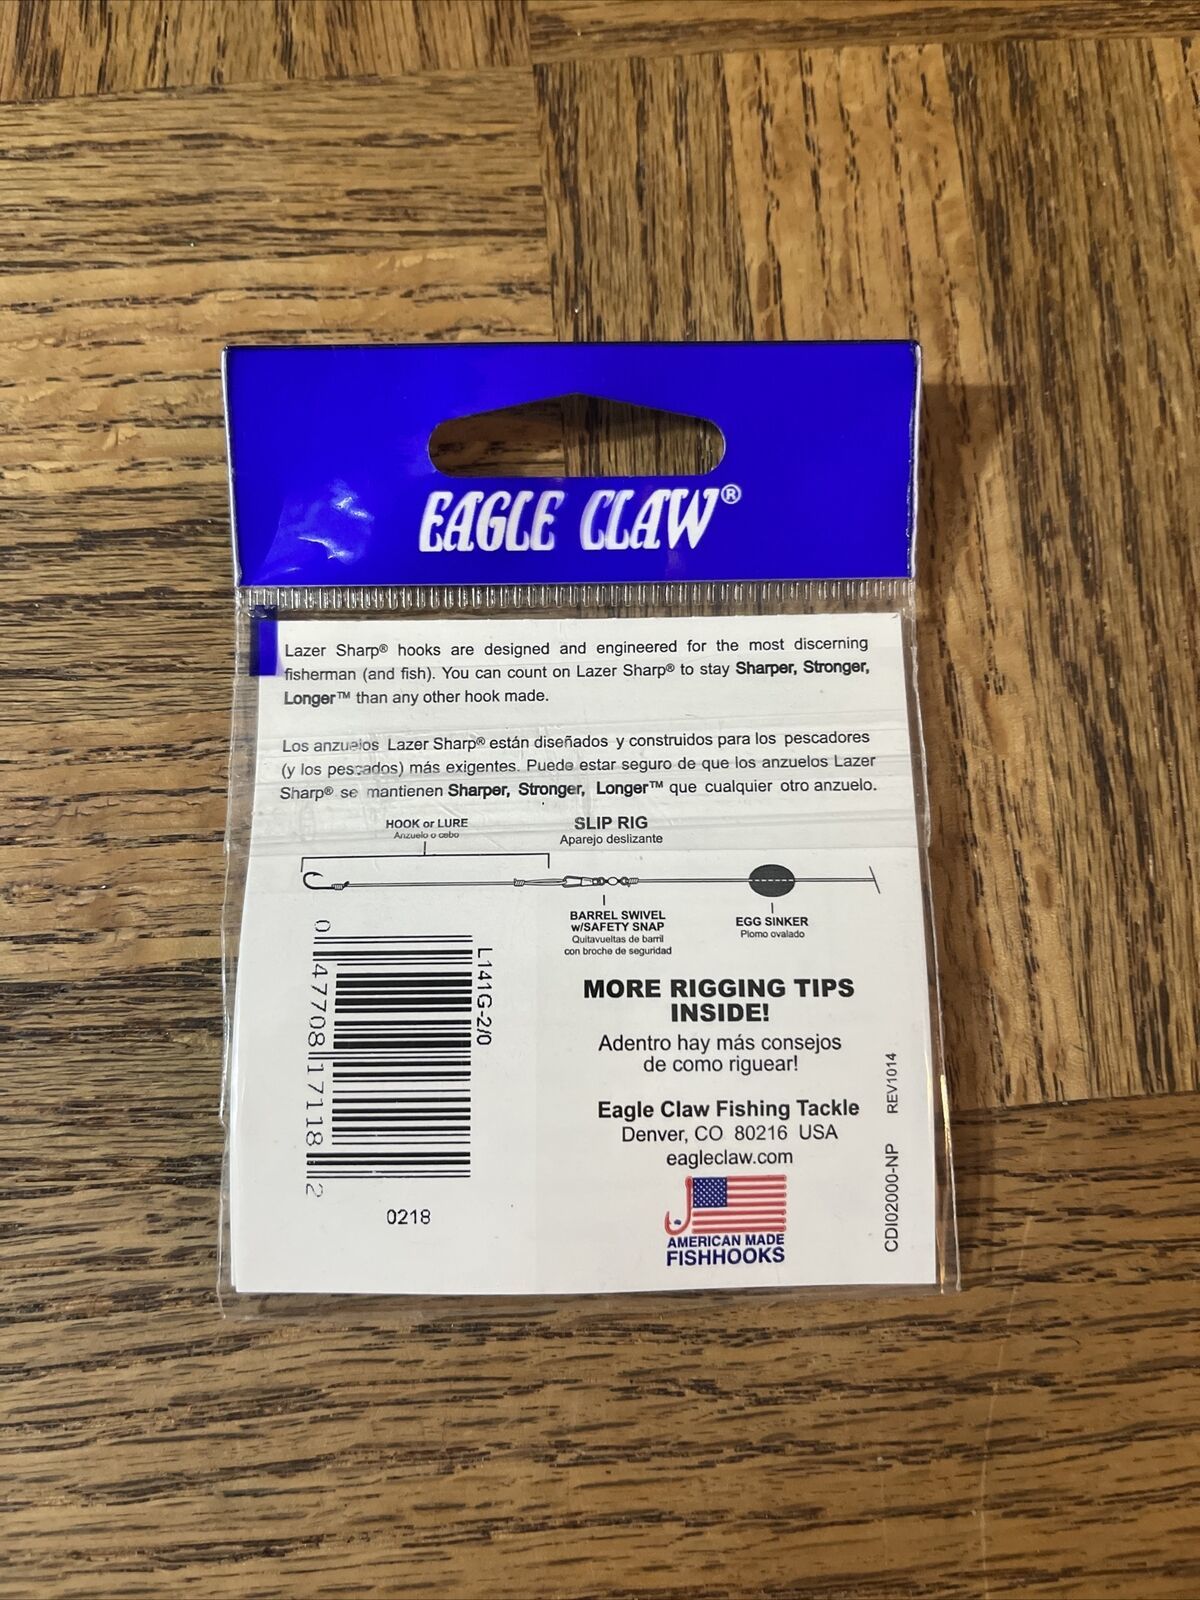 EAGLE CLAW®
Lazer Sharp® hooks are designed and engineered for the most discerning
fisherman (and fish). You can count on Lazer Sharp® to stay Sharper, Stronger,
Longer™ than any other hook made.
Los anzuelos Lazer Sharp® están diseñados y construidos para los pescadores
(y los pescados) más exigentes. Puede estar seguro de que los anzuelos Lazer
Sharp® se mantienen Sharper, Stronger, Longer™ que cualquier otro anzuelo.
HOOK or LURE
Anzuelo o cebo
SLIP RIG
Aparejo deslizante
BARREL SWIVEL
w/SAFETY SNAP
Quitavueltas de barril
con broche de seguridad
EGG SINKER
Plomo ovalado
L141G-2/0
0 47708 17118 2
0218
MORE RIGGING TIPS
INSIDE!
Adentro hay más consejos
de como riguear!
Eagle Claw Fishing Tackle
Denver, CO 80216 USA
eagleclaw.com
AMERICAN MADE
FISHHOOKS
CDI02000-NP REV1014